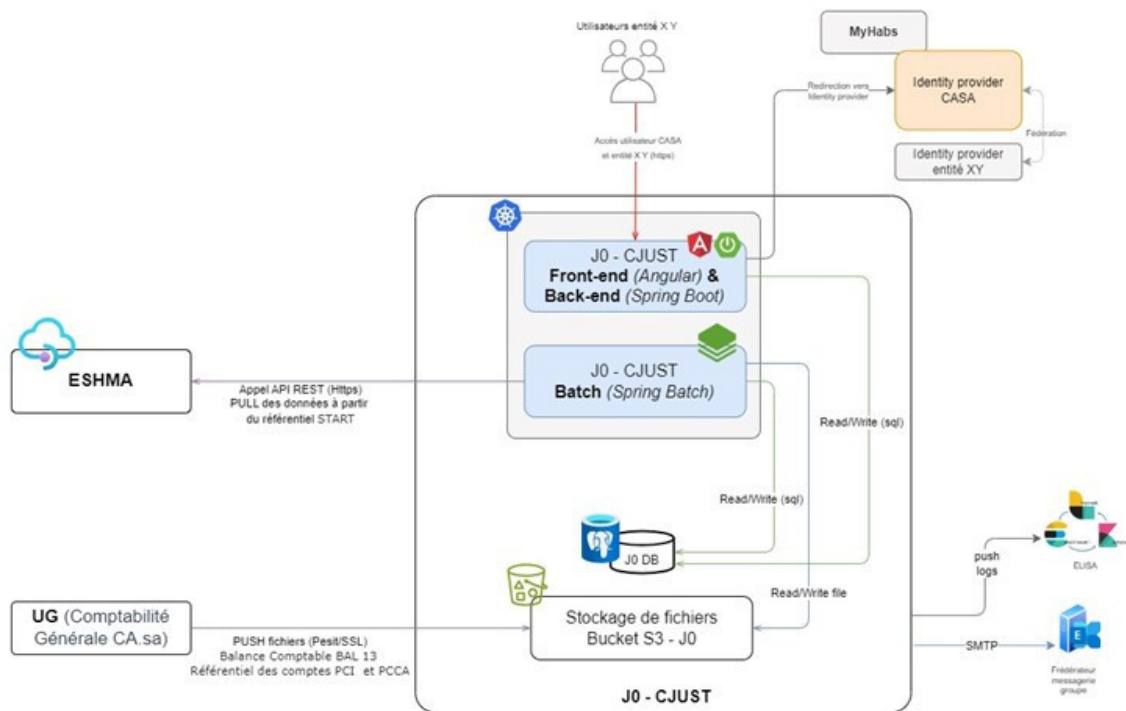 Utilisateurs entité X Y
MyHabs
Identity provider
CASA
Redirection vers
Identity provider
Fédération
Identity provider
entité XY
Accès utilisateur CASA
et entité X Y (https)
J0 - CJUST
Front-end (Angular) &
Back-end (Spring Boot)
J0 - CJUST
Batch (Spring Batch)
ESHMA
Appel API REST (Https)
PULL des données à partir
du référentiel START
Read/Write (sql)
Read/Write (sql)
J0 DB
push
logs
ELISA
Read/Write file
UG (Comptabilité
Générale CA.sa)
PUSH fichiers (Pesit/SSL)
Balance Comptable BAL 13
Référentiel des comptes PCI et PCCA
Stockage de fichiers
Bucket S3 - J0
SMTP
E
Frédérateur
messagerie
groupe
J0 - CJUST